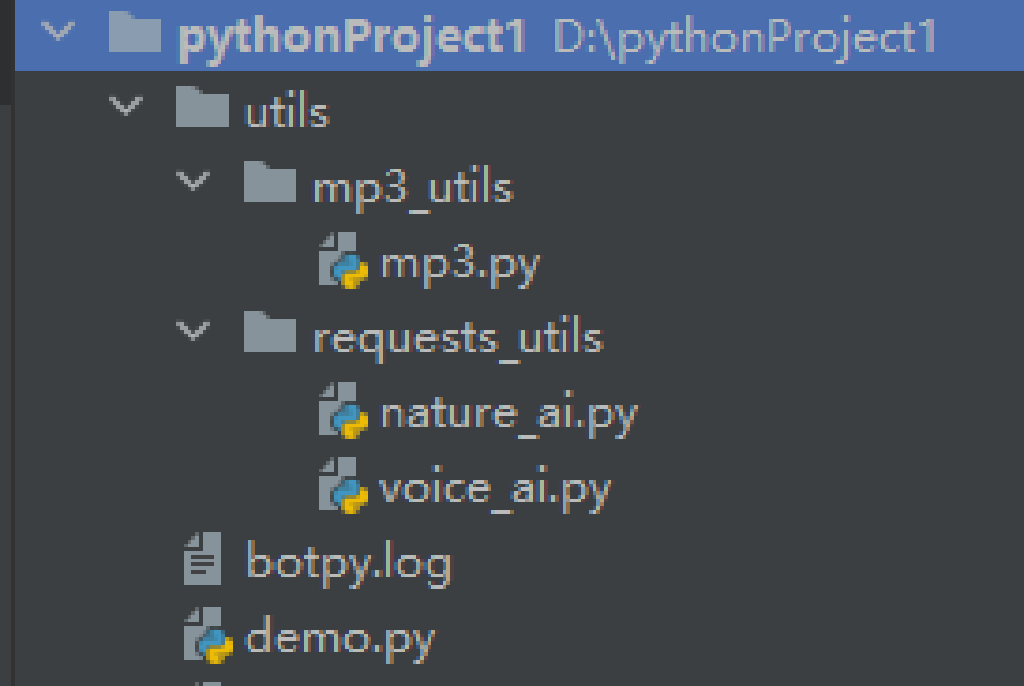 pythonProject1 D:\pythonProject1
utils
mp3_utils
mp3.py
requests_utils
nature_ai.py
voice_ai.py
botpy.log
demo.py